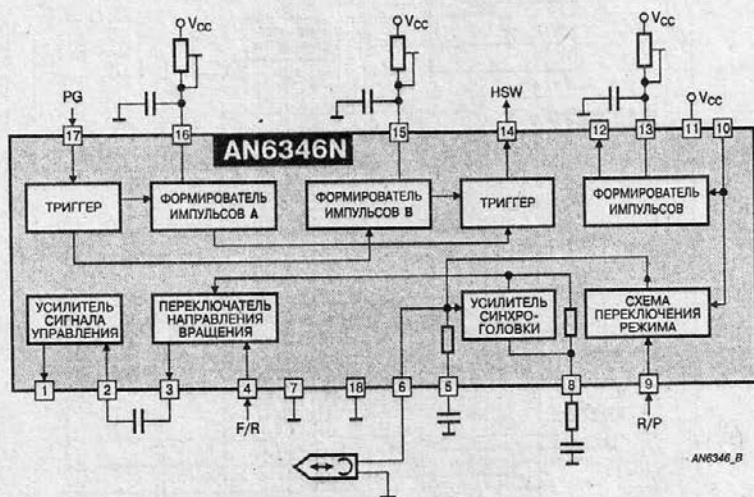 Vcc
Vcc
Vcc
PG
HSW
Vcc
17
16
15
14
12
13
11
10
AN6346N
ТРИГГЕР
ФОРМИРОВАТЕЛЬ
ИМПУЛЬСОВ А
ФОРМИРОВАТЕЛЬ
ИМПУЛЬСОВ В
ТРИГГЕР
ФОРМИРОВАТЕЛЬ
ИМПУЛЬСОВ
УСИЛИТЕЛЬ
СИГНАЛА
УПРАВЛЕНИЯ
ПЕРЕКЛЮЧАТЕЛЬ
НАПРАВЛЕНИЯ
ВРАЩЕНИЯ
УСИЛИТЕЛЬ
СИНХРО-
ГОЛОВКИ
СХЕМА
ПЕРЕКЛЮЧЕНИЯ
РЕЖИМА
1
2
3
4
7
18
6
5
8
9
F/R
R/P
AN6346_B